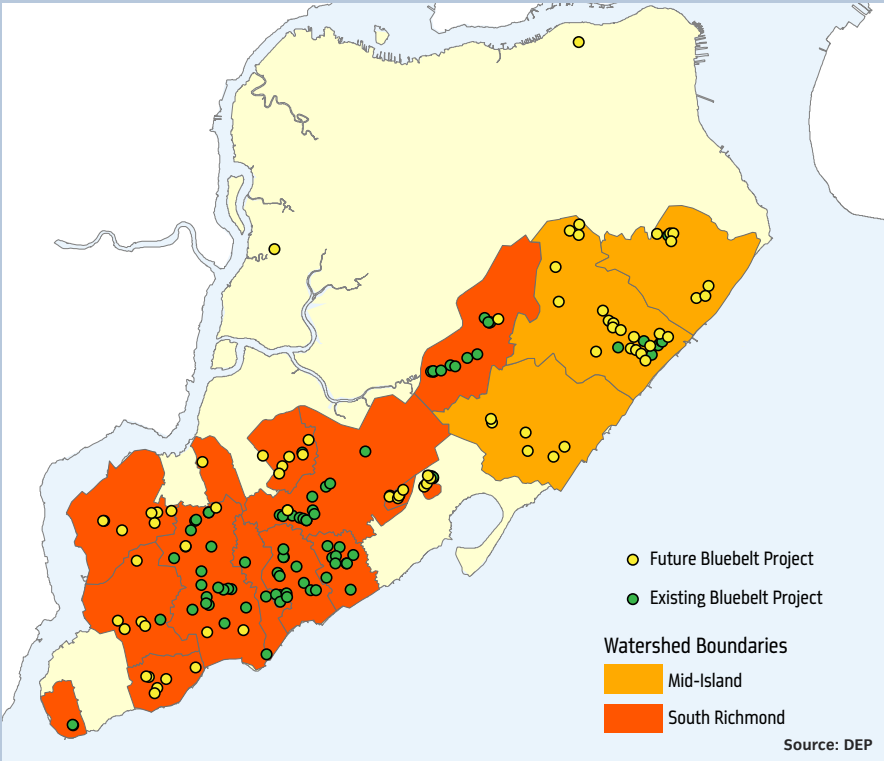 Future Bluebelt Project
Existing Bluebelt Project
Watershed Boundaries
Mid-Island
South Richmond
Source: DEP